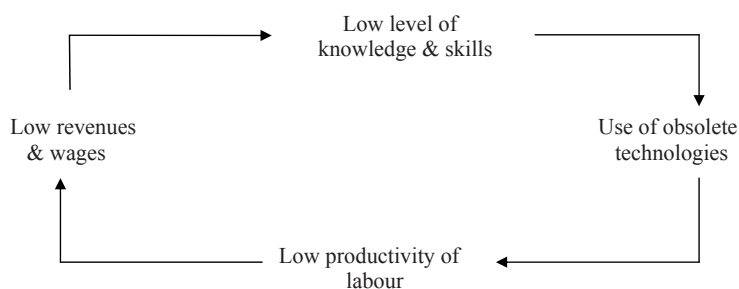 Low level of
knowledge & skills
Low revenues
& wages
Use of obsolete
technologies
Low productivity of
labour